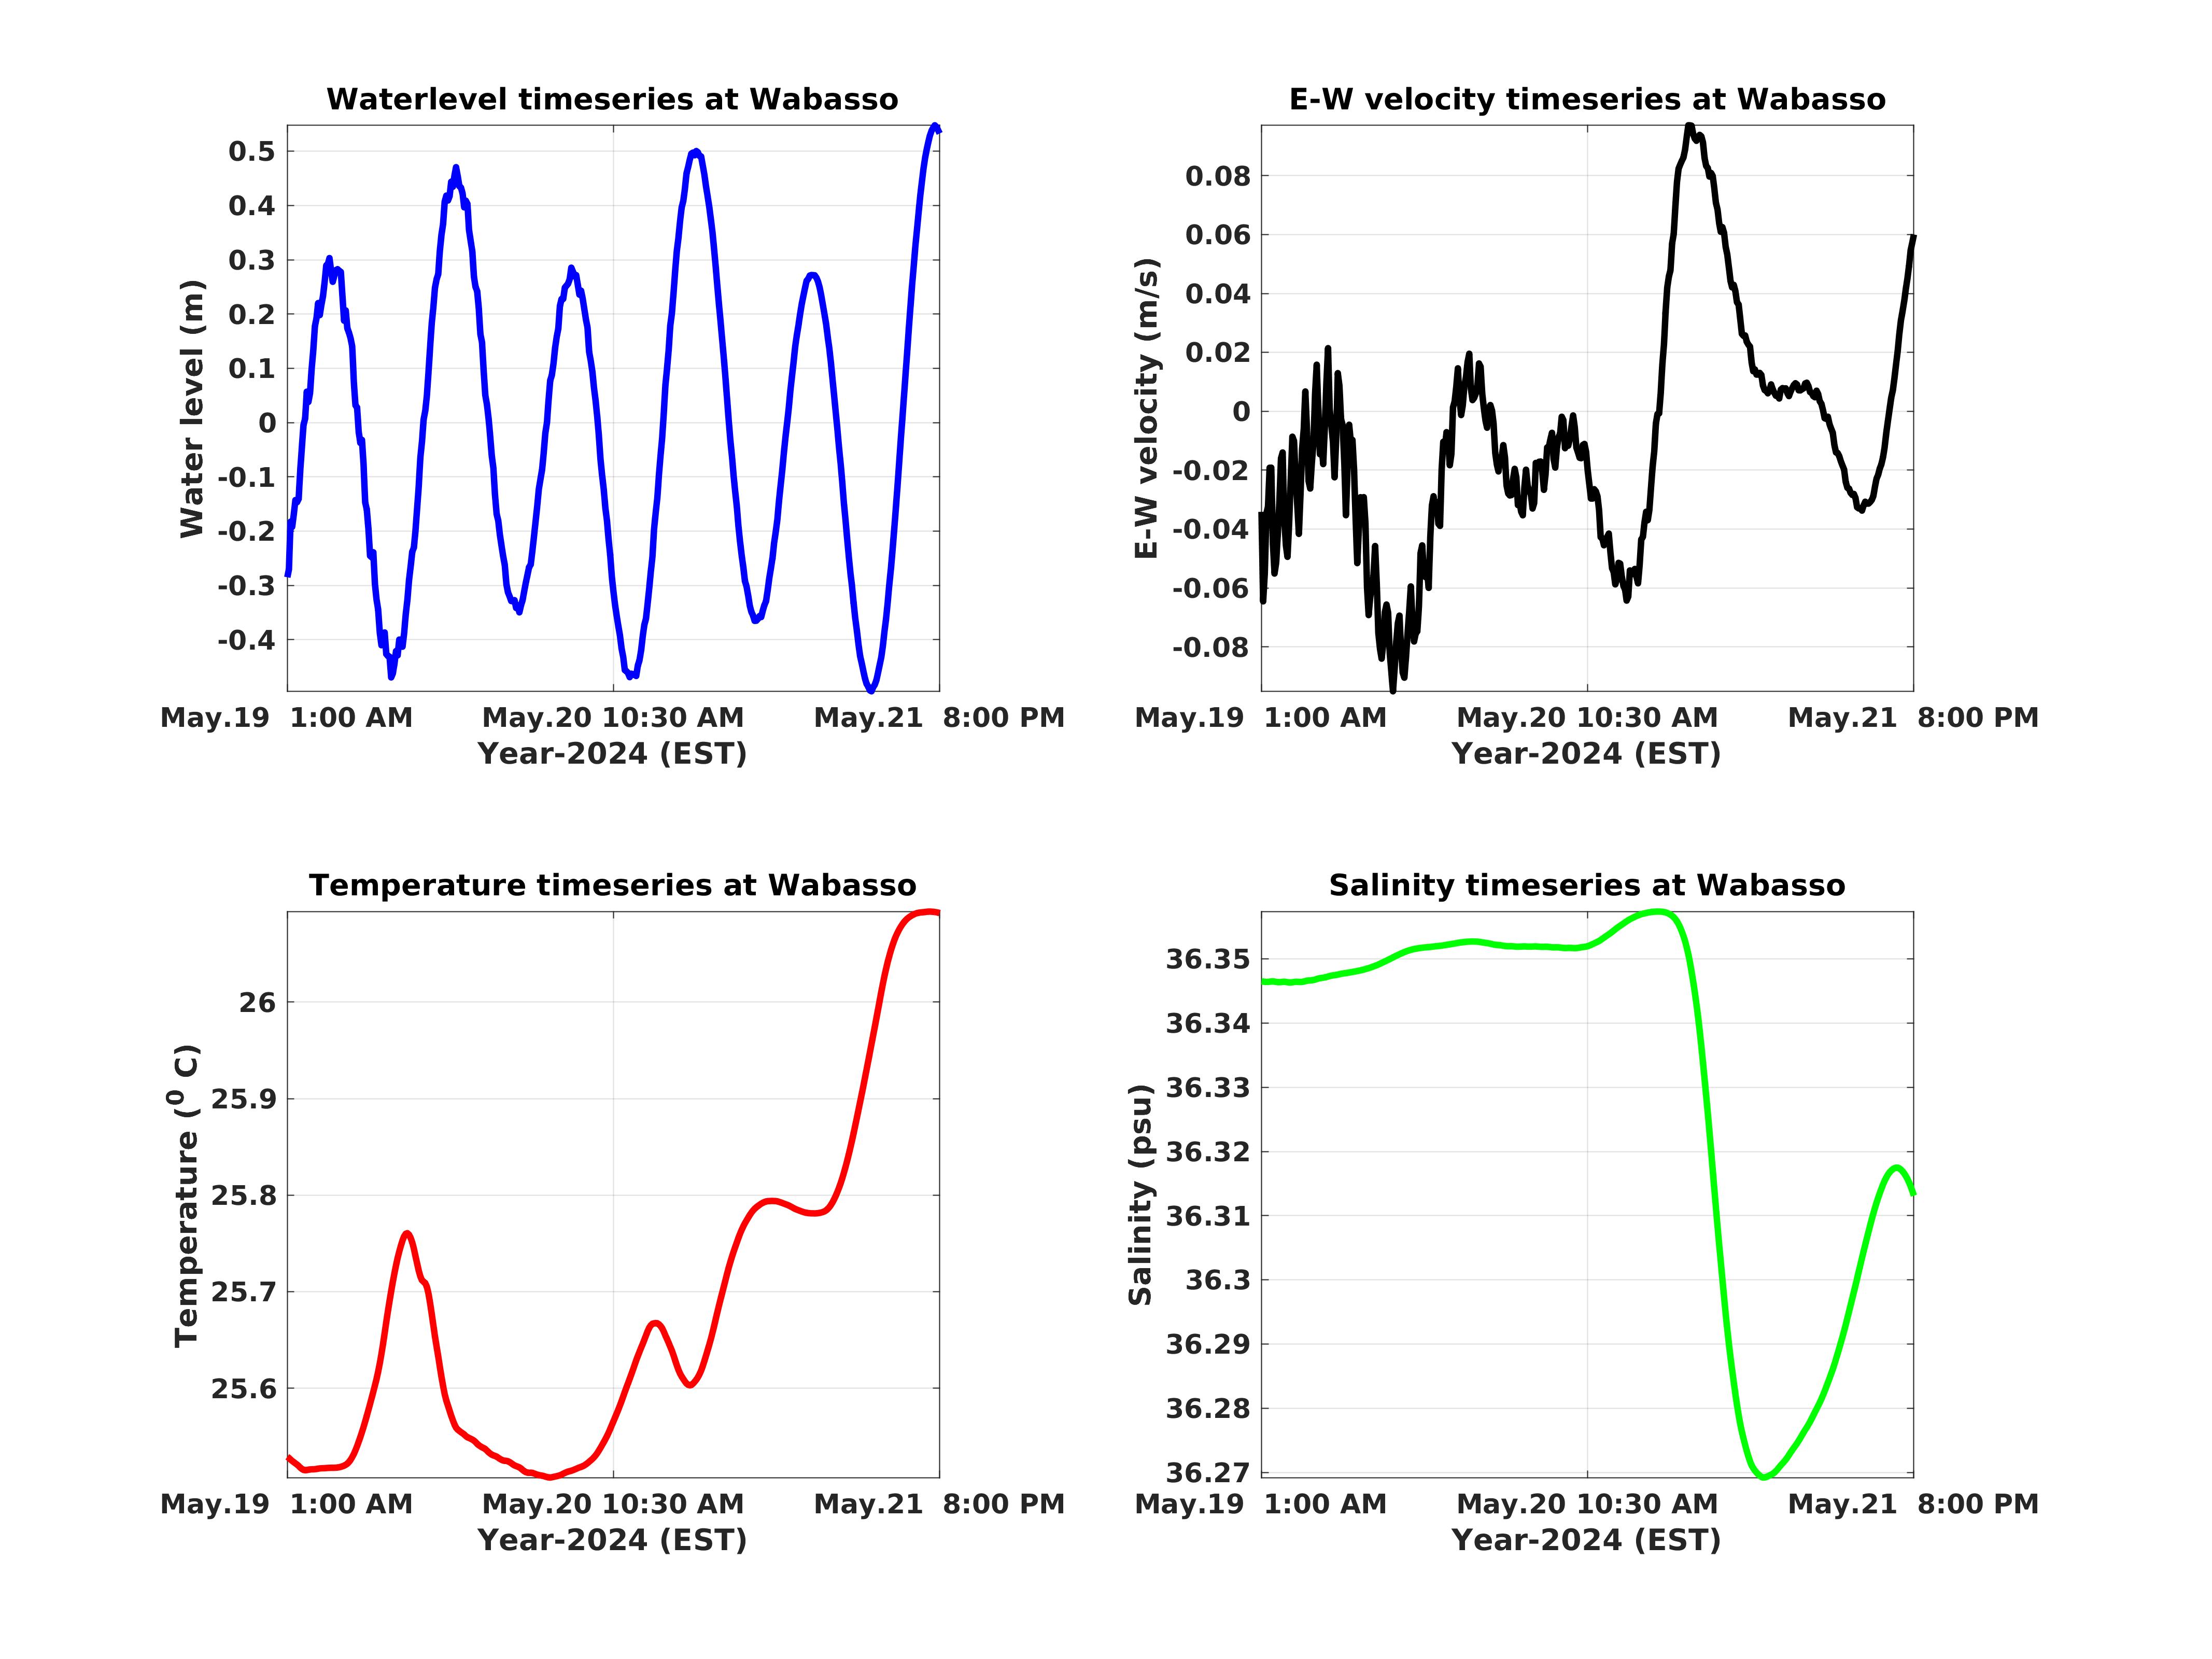 Waterlevel timeseries at Wabasso
0.5
0.4
0.3
0.2
0.1
0
-0.1
-0.2
-0.3
-0.4
Water level (m)
May.19 1:00 AM May.20 10:30 AM May.21 8:00 PM
Year-2024 (EST)
E-W velocity timeseries at Wabasso
0.08
0.06
0.04
0.02
0
-0.02
-0.04
-0.06
-0.08
E-W velocity (m/s)
May.19 1:00 AM May.20 10:30 AM May.21 8:00 PM
Year-2024 (EST)
Temperature timeseries at Wabasso
26
25.9
25.8
25.7
25.6
Temperature (⁰ C)
May.19 1:00 AM May.20 10:30 AM May.21 8:00 PM
Year-2024 (EST)
Salinity timeseries at Wabasso
36.35
36.34
36.33
36.32
36.31
36.3
36.29
36.28
36.27
Salinity (psu)
May.19 1:00 AM May.20 10:30 AM May.21 8:00 PM
Year-2024 (EST)